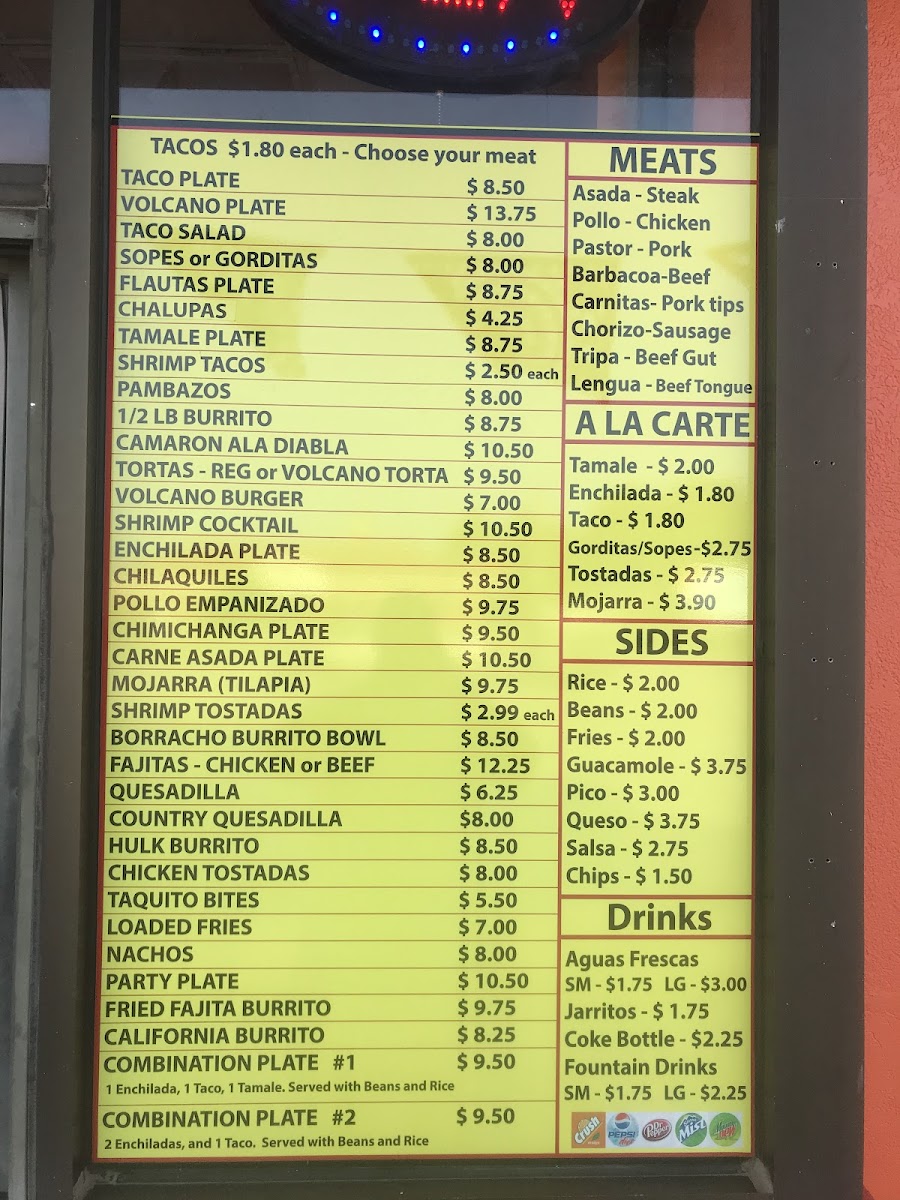 TACOS $1.80 each - Choose your meat
TACO PLATE $ 8.50
VOLCANO PLATE $ 13.75
TACO SALAD $ 8.00
SOPES or GORDITAS $ 8.00
FLAUTAS PLATE $ 8.75
CHALUPAS $ 4.25
TAMALE PLATE $ 8.75
SHRIMP TACOS $ 2.50 each
PAMBAZOS $ 8.00
1/2 LB BURRITO $ 8.75
CAMARON ALA DIABLA $ 10.50
TORTAS - REG or VOLCANO TORTA $ 9.50
VOLCANO BURGER $ 7.00
SHRIMP COCKTAIL $ 10.50
ENCHILADA PLATE $ 8.50
CHILAQUILES $ 8.50
POLLO EMPANIZADO $ 9.75
CHIMICHANGA PLATE $ 9.50
CARNE ASADA PLATE $ 10.50
MOJARRA (TILAPIA) $ 9.75
SHRIMP TOSTADAS $ 2.99 each
BORRACHO BURRITO BOWL $ 8.50
FAJITAS - CHICKEN or BEEF $ 12.25
QUESADILLA $ 6.25
COUNTRY QUESADILLA $8.00
HULK BURRITO $ 8.50
CHICKEN TOSTADAS $ 8.00
TAQUITO BITES $ 5.50
LOADED FRIES $ 7.00
NACHOS $ 8.00
PARTY PLATE $ 10.50
FRIED FAJITA BURRITO $ 9.75
CALIFORNIA BURRITO $ 8.25
COMBINATION PLATE #1 $ 9.50
1 Enchilada, 1 Taco, 1 Tamale. Served with Beans and Rice
COMBINATION PLATE #2 $ 9.50
2 Enchiladas, and 1 Taco. Served with Beans and Rice
MEATS
Asada - Steak
Pollo - Chicken
Pastor - Pork
Barbacoa-Beef
Carnitas- Pork tips
Chorizo-Sausage
Tripa - Beef Gut
Lengua - Beef Tongue
A LA CARTE
Tamale - $ 2.00
Enchilada - $ 1.80
Taco - $ 1.80
Gorditas/Sopes-$2.75
Tostadas - $ 2.75
Mojarra - $ 3.90
SIDES
Rice - $ 2.00
Beans - $ 2.00
Fries - $ 2.00
Guacamole - $ 3.75
Pico - $ 3.00
Queso - $ 3.75
Salsa - $ 2.75
Chips - $ 1.50
Drinks
Aguas Frescas
SM - $1.75 LG - $3.00
Jarritos - $ 1.75
Coke Bottle - $2.25
Fountain Drinks
SM - $1.75 LG - $2.25
Crush PEPSI Dr Pepper MIST